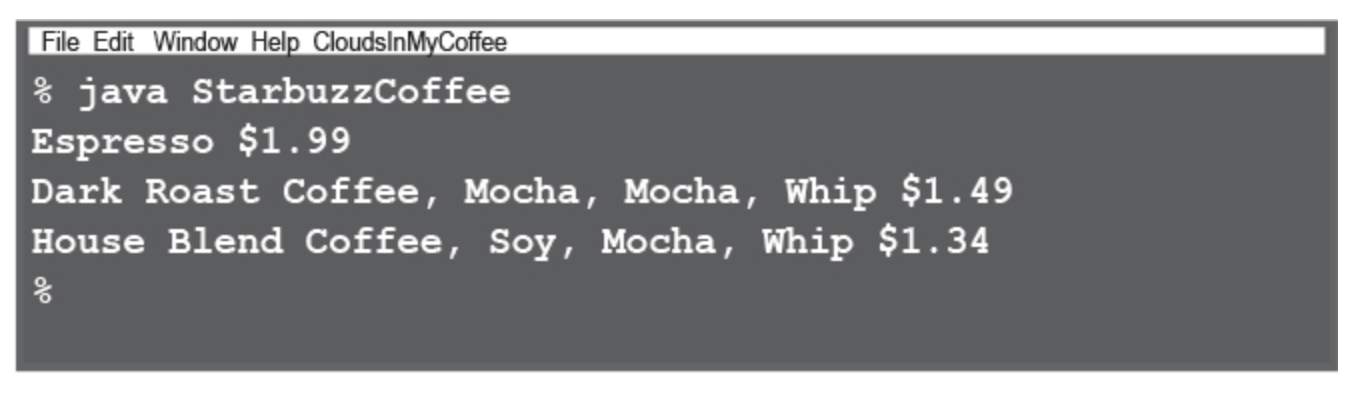 File Edit Window Help CloudsInMyCoffee
% java StarbuzzCoffee
Espresso $1.99
Dark Roast Coffee, Mocha, Mocha, Whip $1.49
House Blend Coffee, Soy, Mocha, Whip $1.34
%